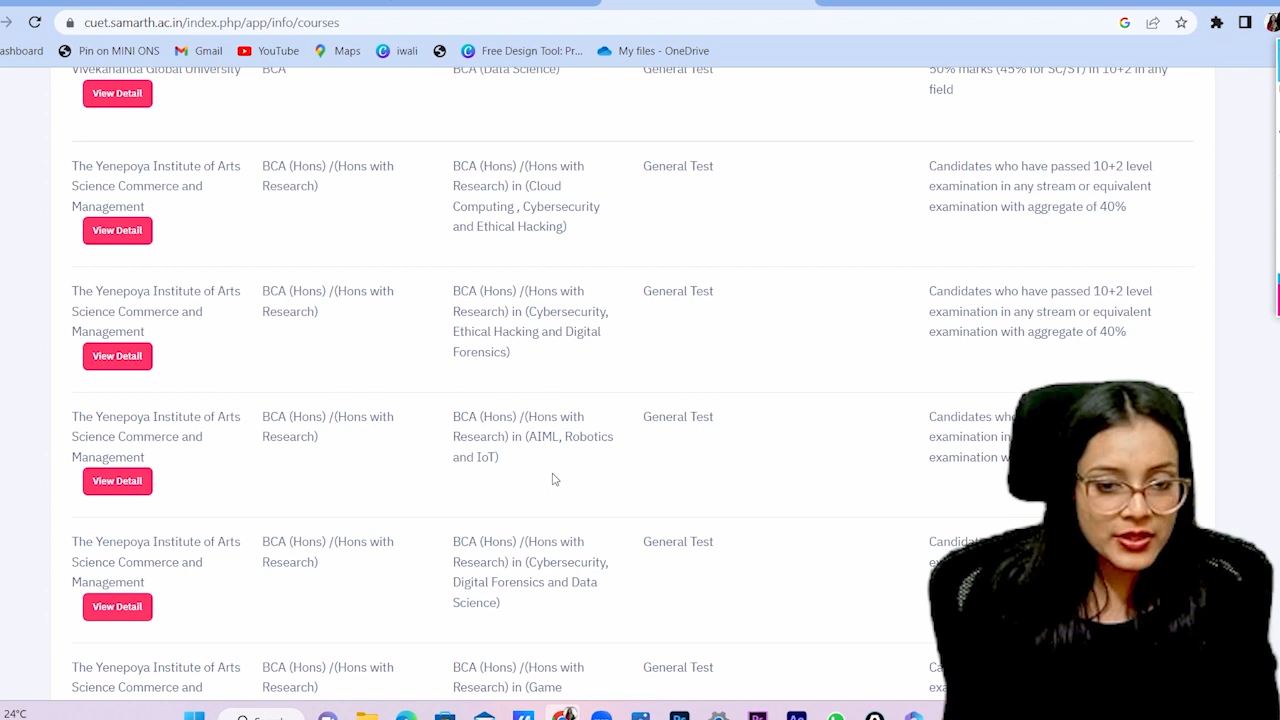 cuet.samarth.ac.in/index.php/app/info/courses
ashboard Pin on MINI ONS Gmail YouTube Maps iwali Free Design Tool: Pr... My files - OneDrive
Vivekananda Global University BCA BCA (Data Science) General Test 50% marks (45% for SC/ST) in 10+2 in any
field
View Detail
The Yenepoya Institute of Arts BCA (Hons) /(Hons with BCA (Hons) /(Hons with General Test Candidates who have passed 10+2 level
Science Commerce and Research) Research) in (Cloud examination in any stream or equivalent
Management Computing , Cybersecurity examination with aggregate of 40%
and Ethical Hacking)
View Detail
The Yenepoya Institute of Arts BCA (Hons) /(Hons with BCA (Hons) /(Hons with General Test Candidates who have passed 10+2 level
Science Commerce and Research) Research) in (Cybersecurity, examination in any stream or equivalent
Management Ethical Hacking and Digital examination with aggregate of 40%
Forensics)
View Detail
The Yenepoya Institute of Arts BCA (Hons) /(Hons with BCA (Hons) /(Hons with General Test Candidates
Science Commerce and Research) Research) in (AIML, Robotics examination in
Management and IoT) examination
View Detail
The Yenepoya Institute of Arts BCA (Hons) /(Hons with BCA (Hons) /(Hons with General Test
Science Commerce and Research) Research) in (Cybersecurity,
Management Digital Forensics and Data
Science)
View Detail
The Yenepoya Institute of Arts BCA (Hons) /(Hons with BCA (Hons) /(Hons with General Test
Science Commerce and Research) Research) in (Game
24°C